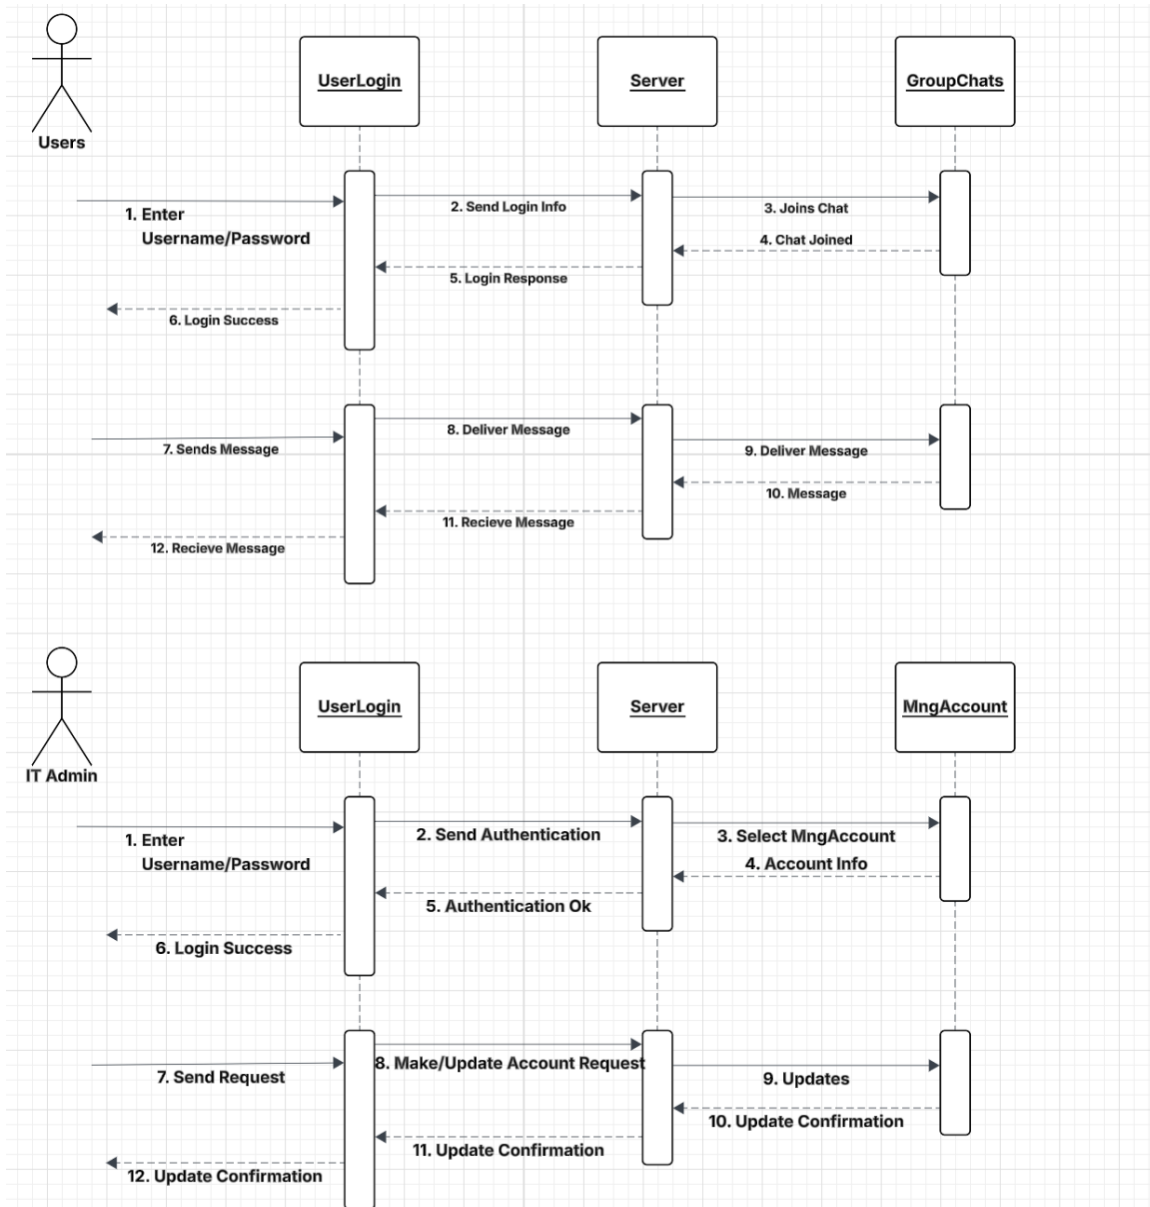 UserLogin
Server
GroupChats
Users
1. Enter
Username/Password
2. Send Login Info
3. Joins Chat
4. Chat Joined
5. Login Response
6. Login Success
7. Sends Message
8. Deliver Message
9. Deliver Message
10. Message
11. Recieve Message
12. Recieve Message
UserLogin
Server
MngAccount
IT Admin
1. Enter
Username/Password
2. Send Authentication
3. Select MngAccount
4. Account Info
5. Authentication Ok
6. Login Success
7. Send Request
8. Make/Update Account Request
9. Updates
10. Update Confirmation
11. Update Confirmation
12. Update Confirmation